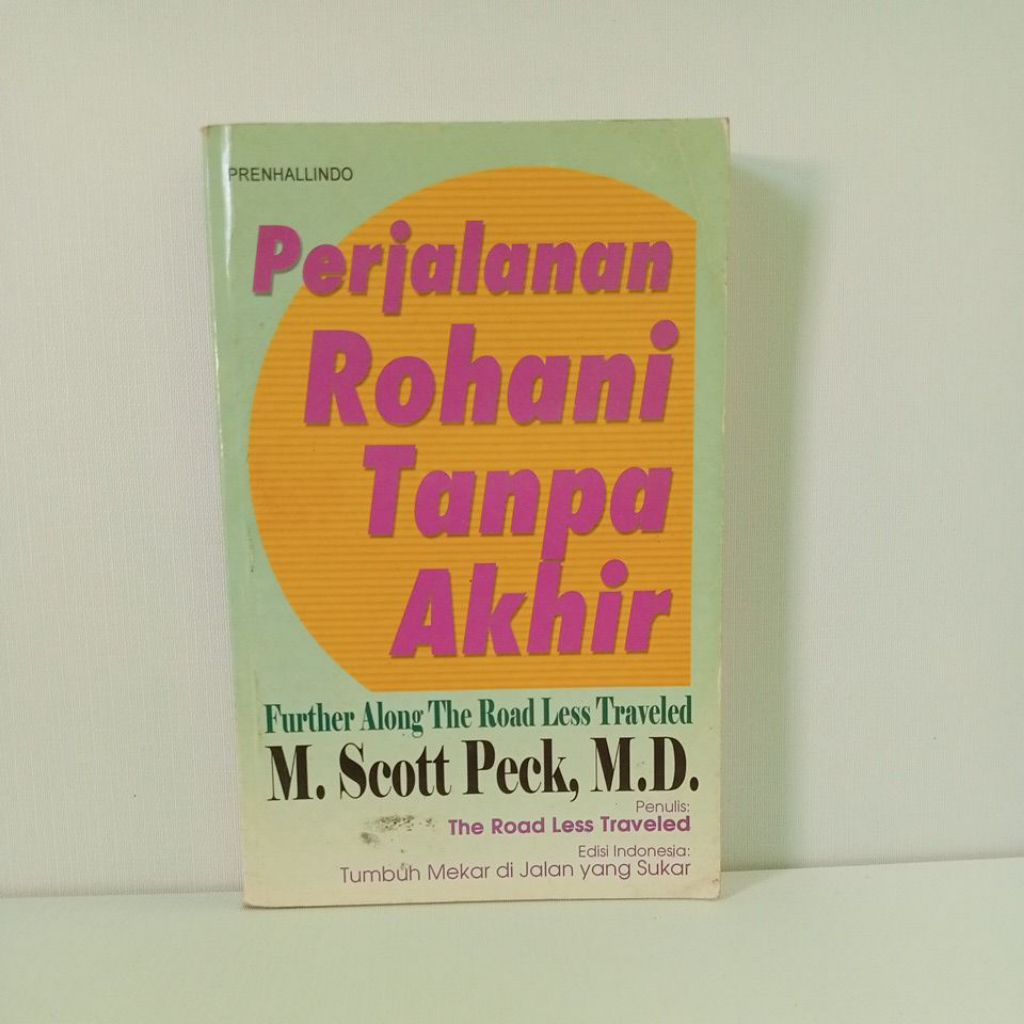 PRENHALLINDO
Perjalanan
Rohani
Tanpa
Akhir
Further Along The Road Less Traveled
M. Scott Peck, M.D.
Penulis:
The Road Less Traveled
Edisi Indonesia:
Tumbuh Mekar di Jalan yang Sukar